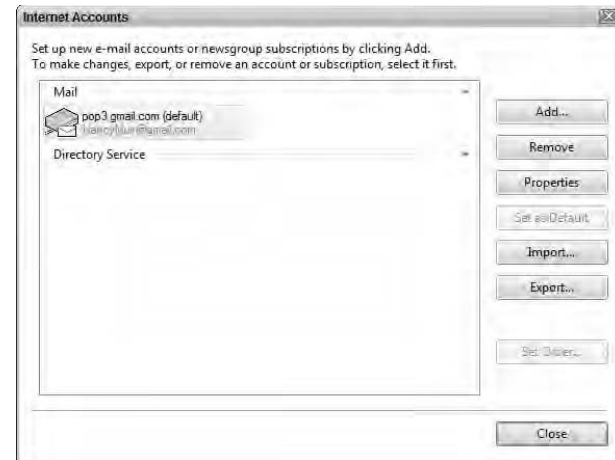 Internet Accounts
Set up new e-mail accounts or newsgroup subscriptions by clicking Add.
To make changes, export, or remove an account or subscription, select it first.
Mail
pop3.gmail.com (default)
Directory Service
Add...
Remove
Properties
Set as Default
Import...
Export...
Set Order...
Close